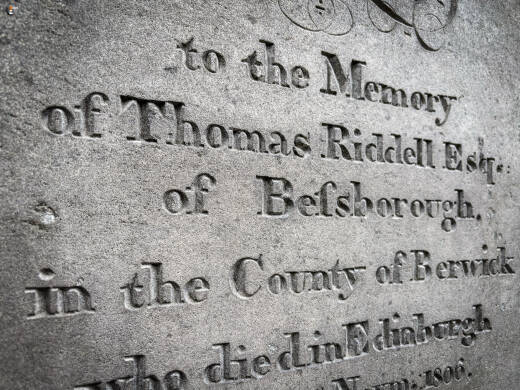 to the Memory
of Thomas Riddell Esq.:
of Beſsborough.
in the County of Berwick
who died in Edinburgh
1806.